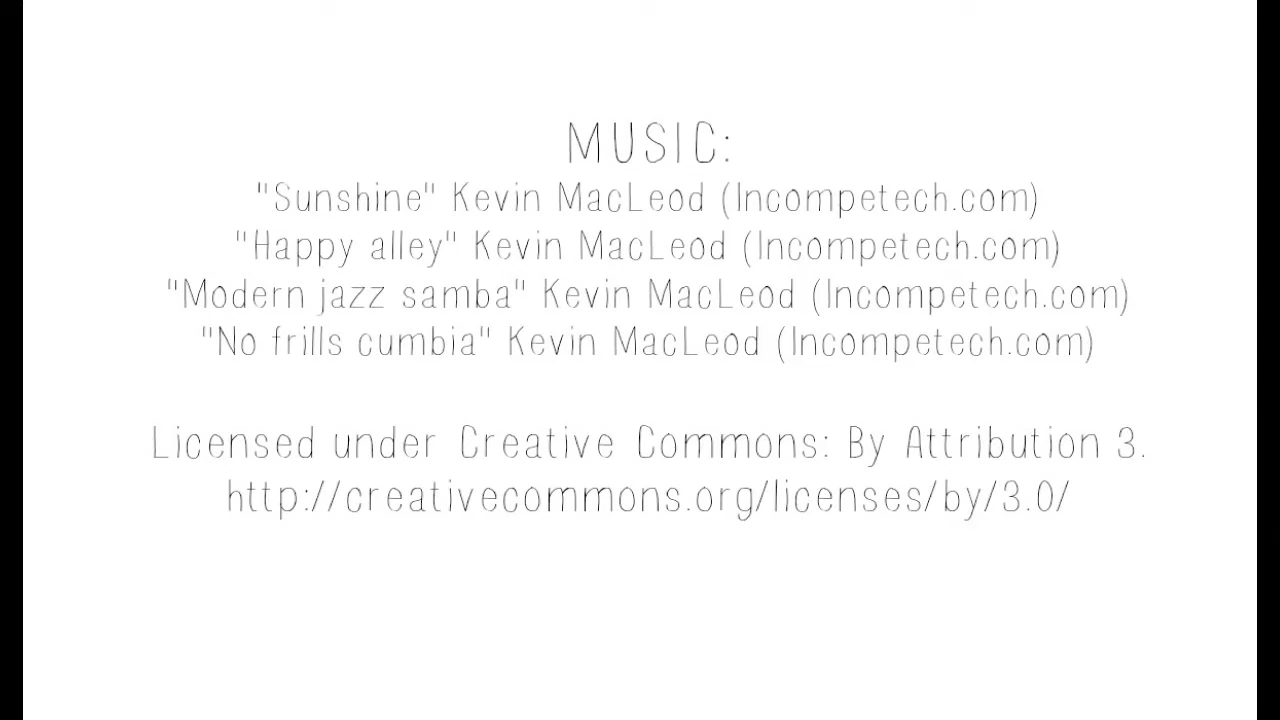 MUSIC:
"Sunshine" Kevin MacLeod (Incompetech.com)
"Happy alley" Kevin MacLeod (Incompetech.com)
"Modern jazz samba" Kevin MacLeod (Incompetech.com)
"No frills cumbia" Kevin MacLeod (Incompetech.com)
Licensed under Creative Commons: By Attribution 3.
http://creativecommons.org/licenses/by/3.0/